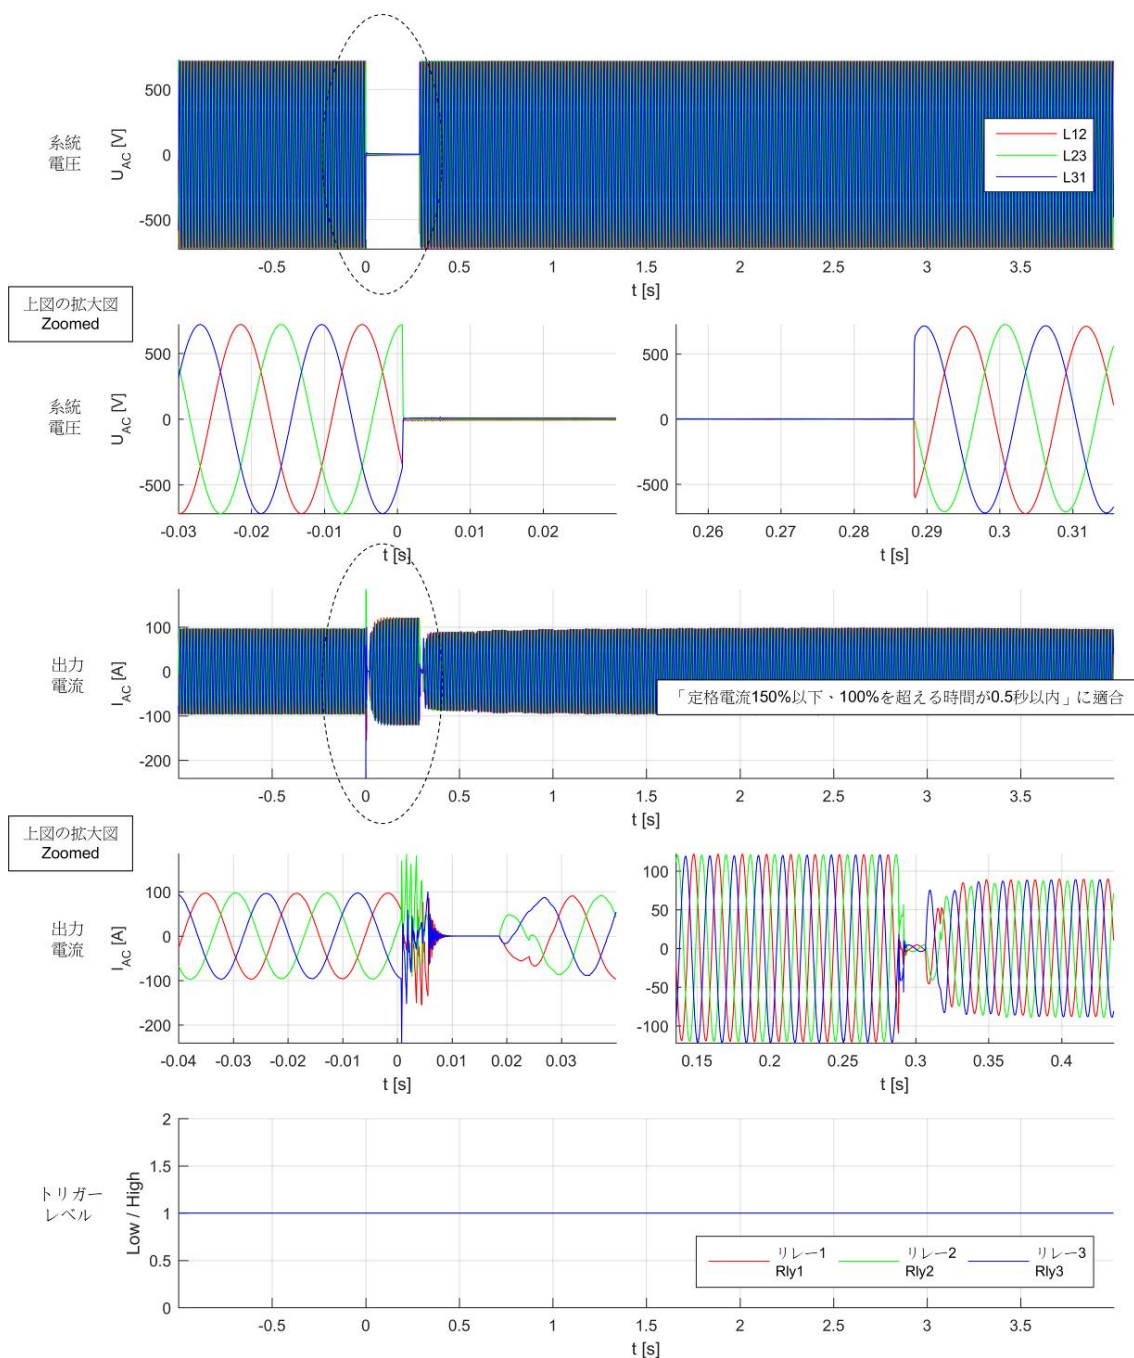 500
0
-500
系統
電圧
U_AC [V]
L12
L23
L31
-0.5 0 0.5 1 1.5 2 2.5 3 3.5
t [s]
上図の拡大図
Zoomed
系統
電圧
U_AC [V]
500
0
-500
-0.03 -0.02 -0.01 0 0.01 0.02
t [s]
500
0
-500
0.26 0.27 0.28 0.29 0.3 0.31
t [s]
出力
電流
I_AC [A]
100
0
-100
-200
「定格電流150%以下、100%を超える時間が0.5秒以内」に適合
-0.5 0 0.5 1 1.5 2 2.5 3 3.5
t [s]
上図の拡大図
Zoomed
出力
電流
I_AC [A]
100
0
-100
-200
-0.04 -0.03 -0.02 -0.01 0 0.01 0.02 0.03
t [s]
100
50
0
-50
-100
0.15 0.2 0.25 0.3 0.35 0.4
t [s]
トリガー
レベル
Low / High
2
1.5
1
0.5
0
リレー1 リレー2 リレー3
Rly1 Rly2 Rly3
-0.5 0 0.5 1 1.5 2 2.5 3 3.5
t [s]